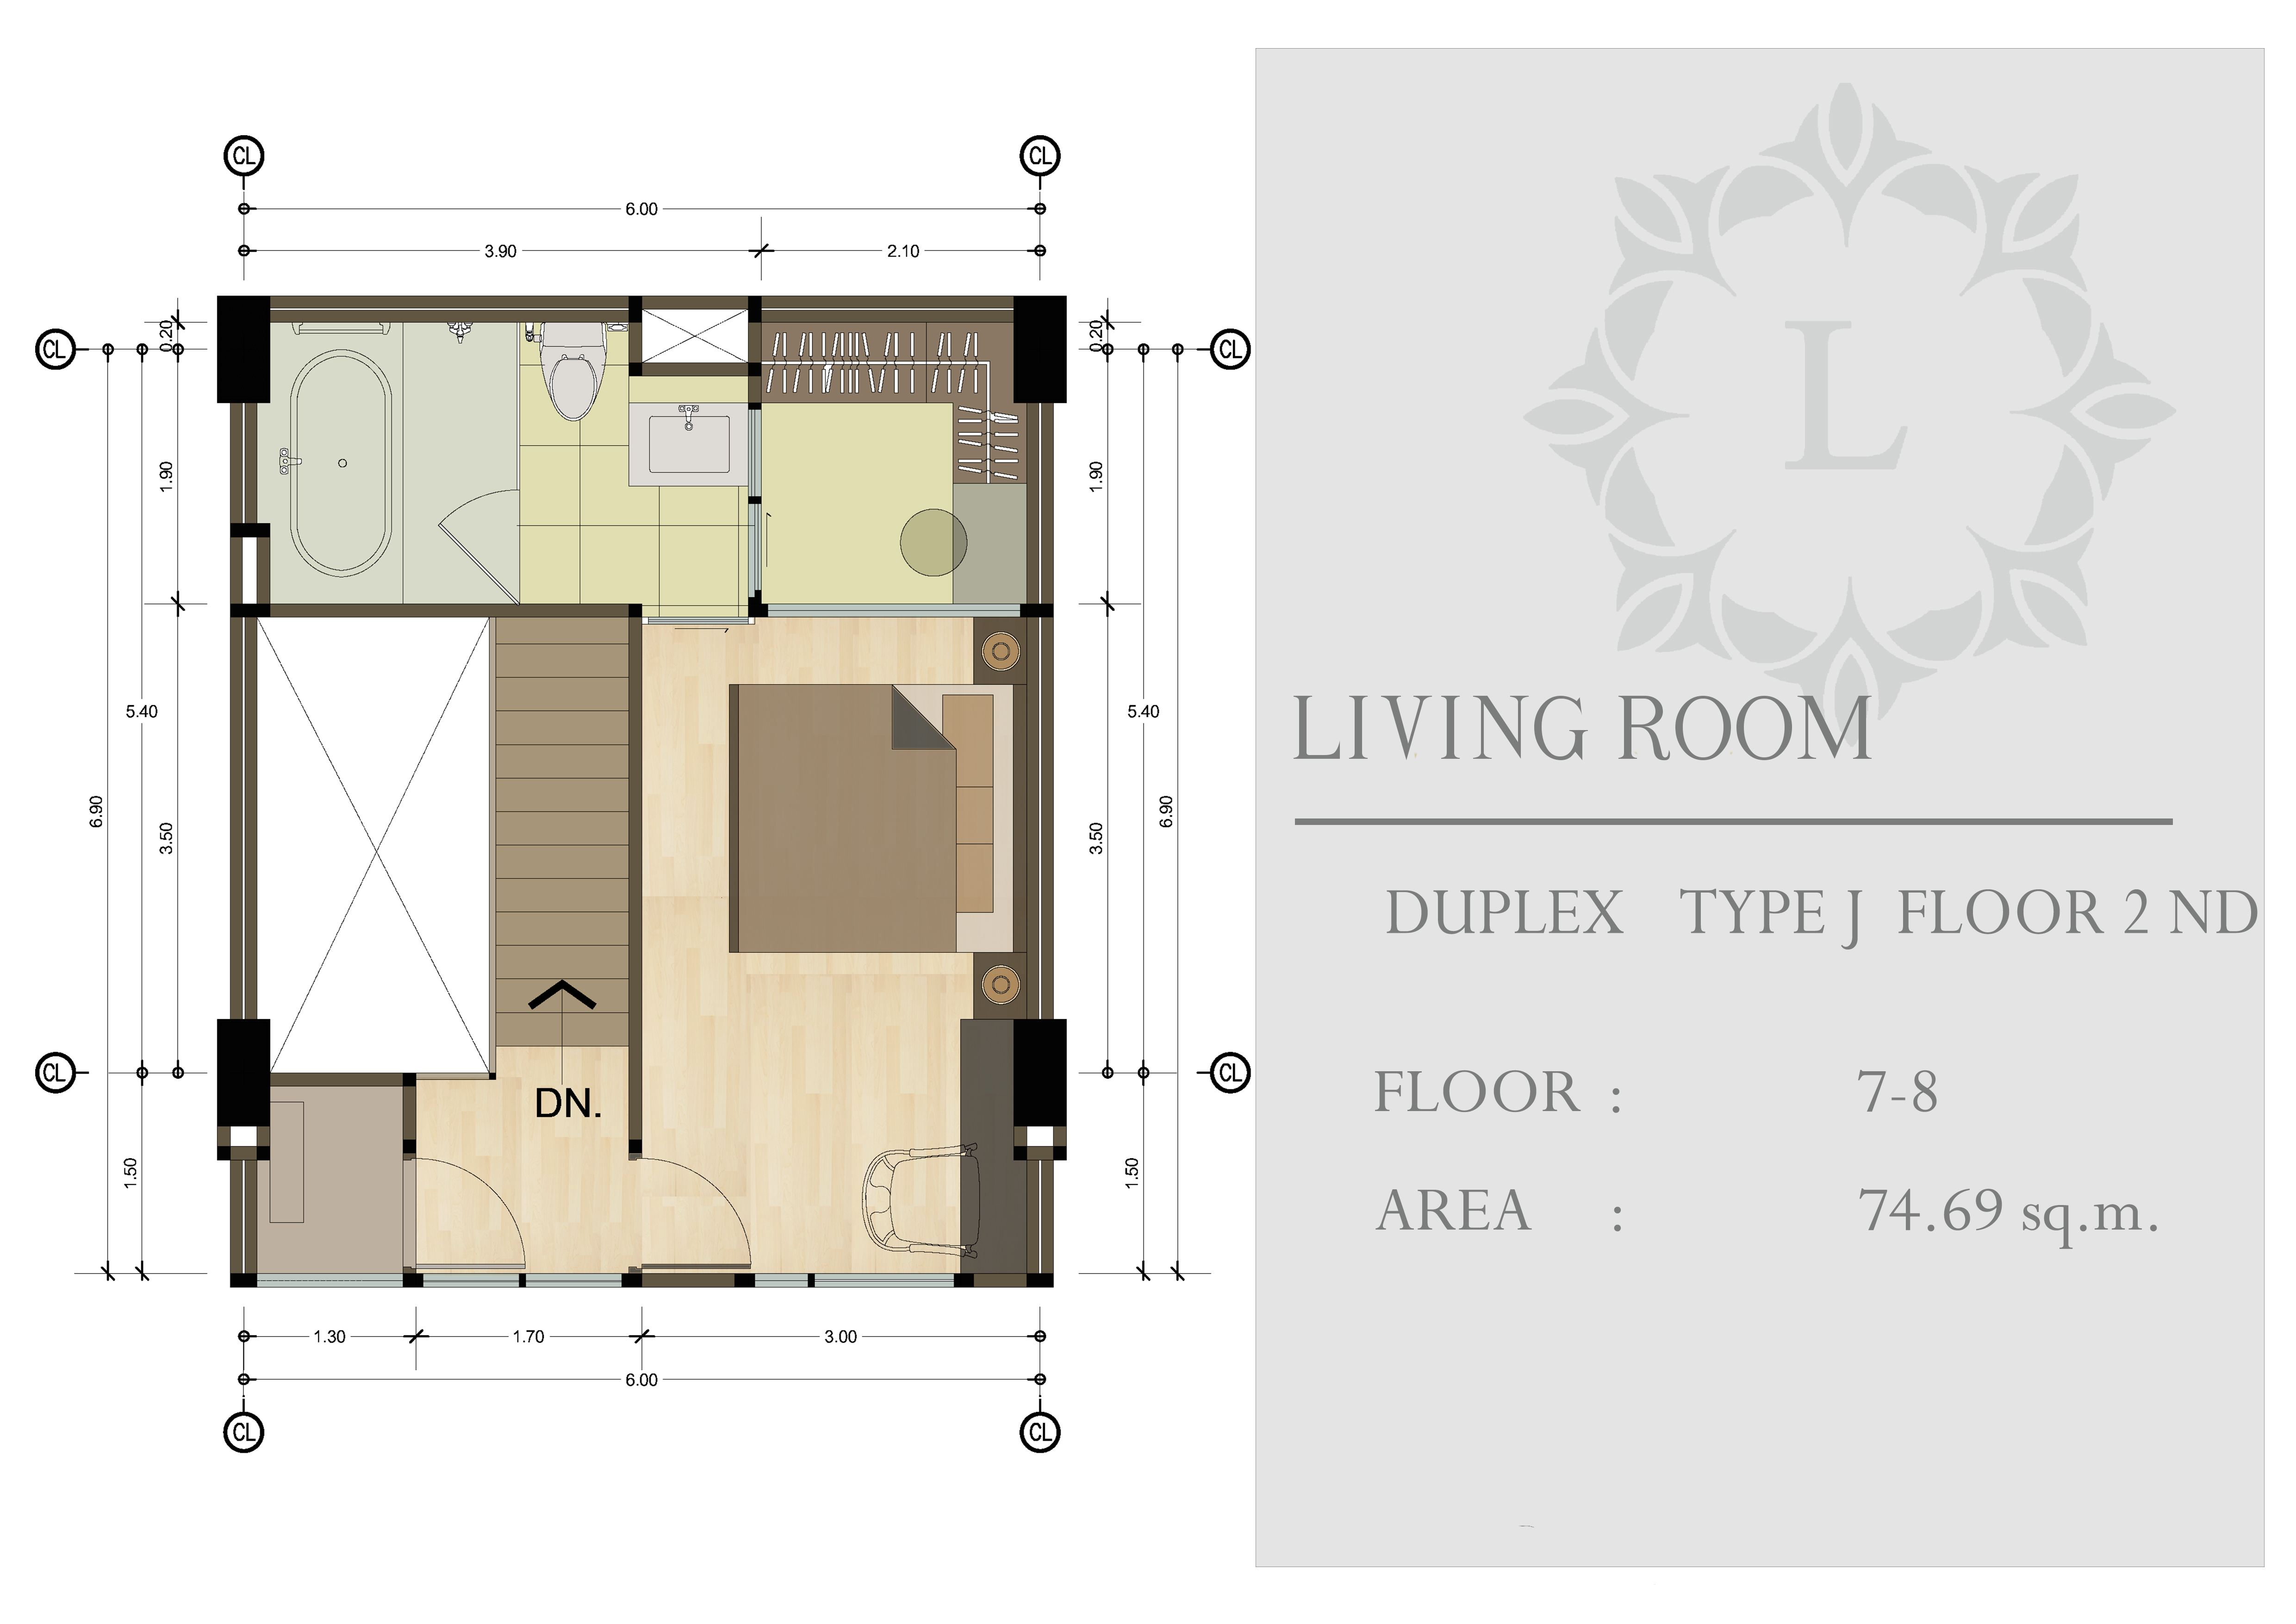 CL CL
6.00
3.90 2.10
0.20 0.20
CL CL
1.90 1.90
5.40 5.40
6.90 3.50 3.50 6.90
CL CL
DN.
1.50 1.50
1.30 1.70 3.00
6.00
CL CL
L
LIVING ROOM
DUPLEX TYPE J FLOOR 2 ND
FLOOR : 7-8
AREA : 74.69 sq.m.